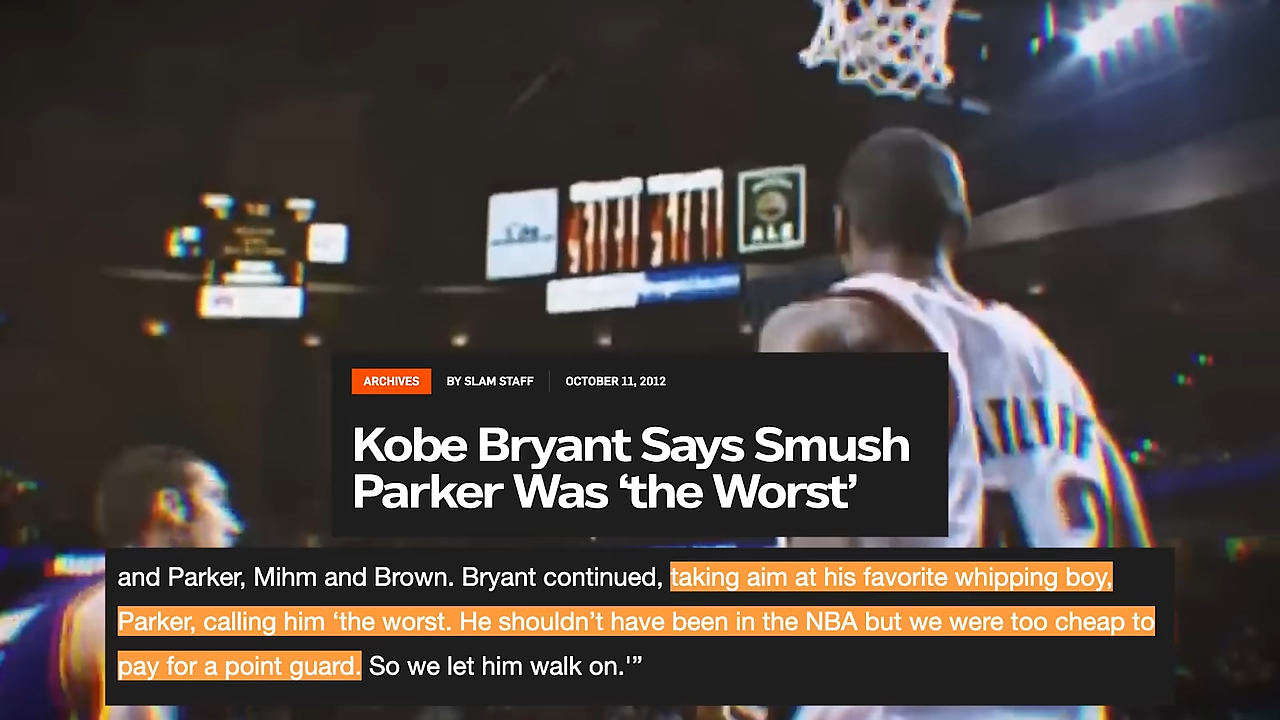 ALE
ARCHIVES BY SLAM STAFF OCTOBER 11, 2012
Kobe Bryant Says Smush
Parker Was ‘the Worst’
and Parker, Mihm and Brown. Bryant continued, taking aim at his favorite whipping boy,
Parker, calling him ‘the worst. He shouldn’t have been in the NBA but we were too cheap to
pay for a point guard. So we let him walk on.'”